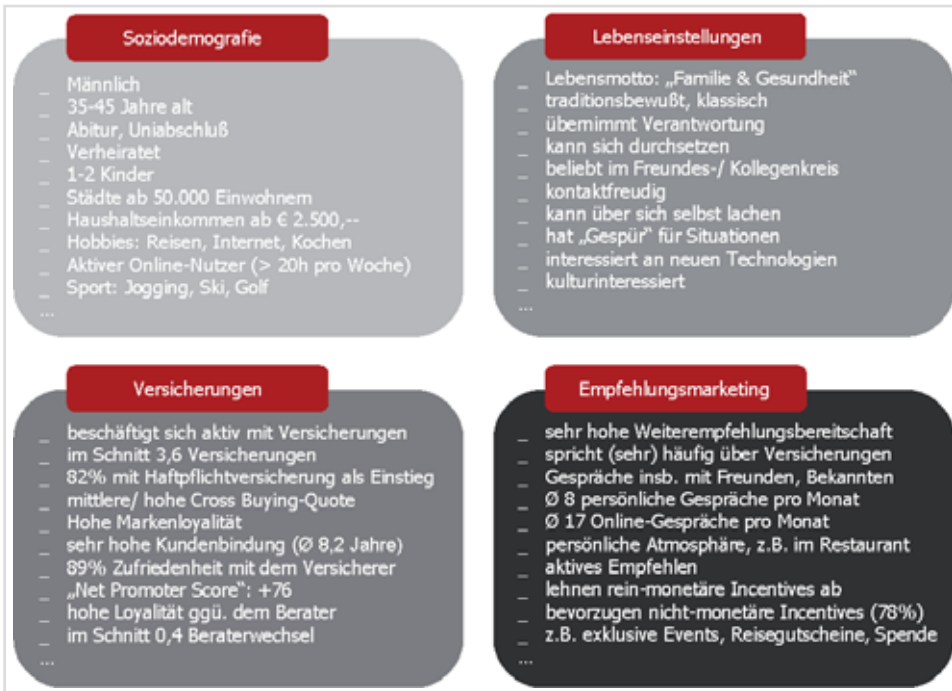 Soziodemografie
_ Männlich
_ 35-45 Jahre alt
_ Abitur, Uniabschluß
_ Verheiratet
_ 1-2 Kinder
_ Städte ab 50.000 Einwohnern
_ Haushaltseinkommen ab € 2.500,--
_ Hobbies: Reisen, Internet, Kochen
_ Aktiver Online-Nutzer (> 20h pro Woche)
_ Sport: Jogging, Ski, Golf
...
Lebenseinstellungen
_ Lebensmotto: „Familie & Gesundheit“
_ traditionsbewußt, klassisch
_ übernimmt Verantwortung
_ kann sich durchsetzen
_ beliebt im Freundes-/ Kollegenkreis
_ kontaktfreudig
_ kann über sich selbst lachen
_ hat „Gespür“ für Situationen
_ interessiert an neuen Technologien
_ kulturinteressiert
...
Versicherungen
_ beschäftigt sich aktiv mit Versicherungen
_ im Schnitt 3,6 Versicherungen
_ 82% mit Haftpflichtversicherung als Einstieg
_ mittlere/ hohe Cross Buying-Quote
_ Hohe Markenloyalität
_ sehr hohe Kundenbindung (Ø 8,2 Jahre)
_ 89% Zufriedenheit mit dem Versicherer
_ „Net Promoter Score“: +76
_ hohe Loyalität ggü. dem Berater
_ im Schnitt 0,4 Beraterwechsel
...
Empfehlungsmarketing
_ sehr hohe Weiterempfehlungsbereitschaft
_ spricht (sehr) häufig über Versicherungen
_ Gespräche insb. mit Freunden, Bekannten
_ Ø 8 persönliche Gespräche pro Monat
_ Ø 17 Online-Gespräche pro Monat
_ persönliche Atmosphäre, z.B. im Restaurant
_ aktives Empfehlen
_ lehnen rein-monetäre Incentives ab
_ bevorzugen nicht-monetäre Incentives (78%)
_ z.B. exklusive Events, Reisegutscheine, Spende
...